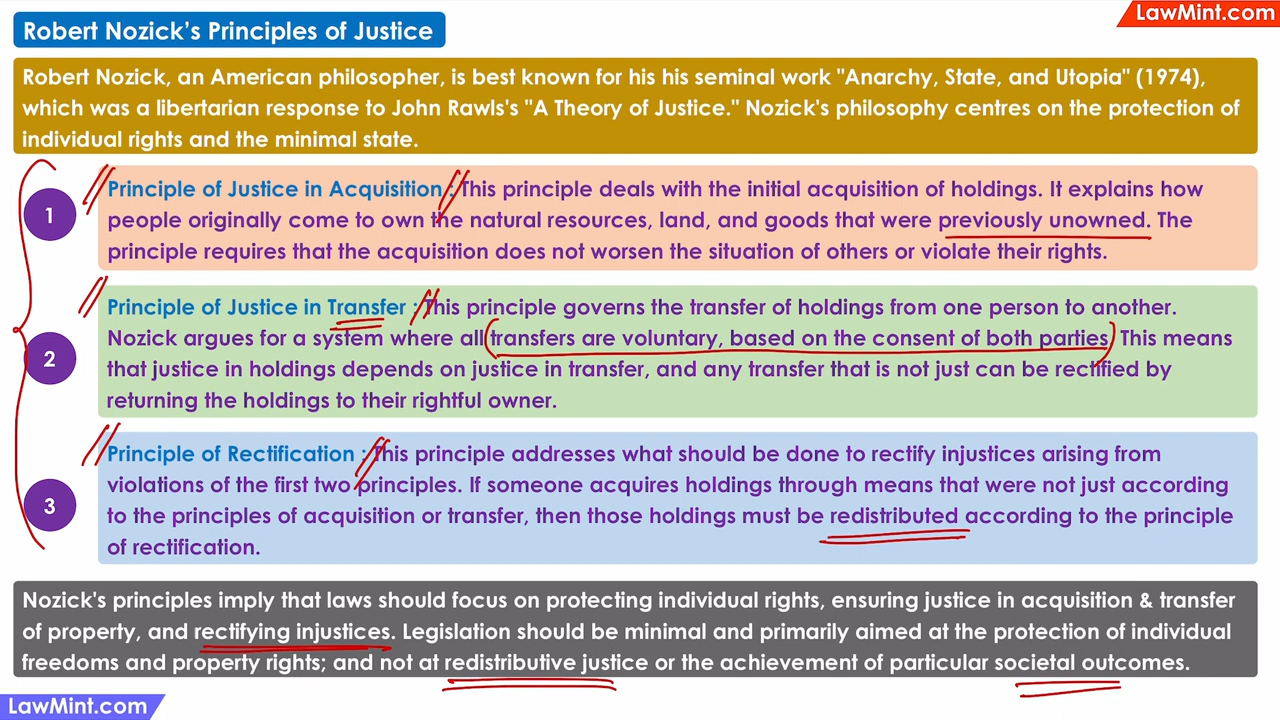 LawMint.com
Robert Nozick's Principles of Justice
Robert Nozick, an American philosopher, is best known for his his seminal work "Anarchy, State, and Utopia" (1974),
which was a libertarian response to John Rawls's "A Theory of Justice." Nozick's philosophy centres on the protection of
individual rights and the minimal state.
1
Principle of Justice in Acquisition : This principle deals with the initial acquisition of holdings. It explains how
people originally come to own the natural resources, land, and goods that were previously unowned. The
principle requires that the acquisition does not worsen the situation of others or violate their rights.
2
Principle of Justice in Transfer : This principle governs the transfer of holdings from one person to another.
Nozick argues for a system where all transfers are voluntary, based on the consent of both parties. This means
that justice in holdings depends on justice in transfer, and any transfer that is not just can be rectified by
returning the holdings to their rightful owner.
3
Principle of Rectification : This principle addresses what should be done to rectify injustices arising from
violations of the first two principles. If someone acquires holdings through means that were not just according
to the principles of acquisition or transfer, then those holdings must be redistributed according to the principle
of rectification.
Nozick's principles imply that laws should focus on protecting individual rights, ensuring justice in acquisition & transfer
of property, and rectifying injustices. Legislation should be minimal and primarily aimed at the protection of individual
freedoms and property rights; and not at redistributive justice or the achievement of particular societal outcomes.
LawMint.com